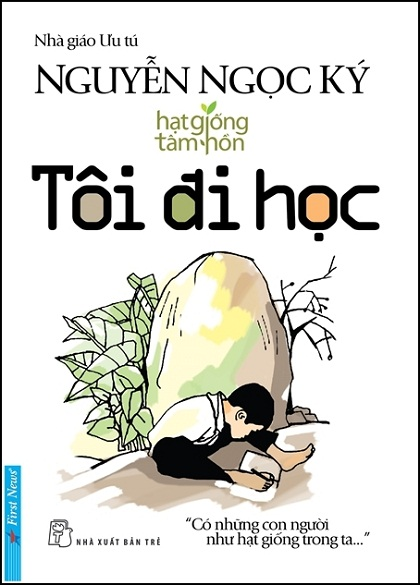 Nhà giáo Ưu tú
NGUYỄN NGỌC KÝ
hạt giống
tâm hồn
Tôi đi học
First News
NHÀ XUẤT BẢN TRẺ
“Có những con người
như hạt giống trong ta...”